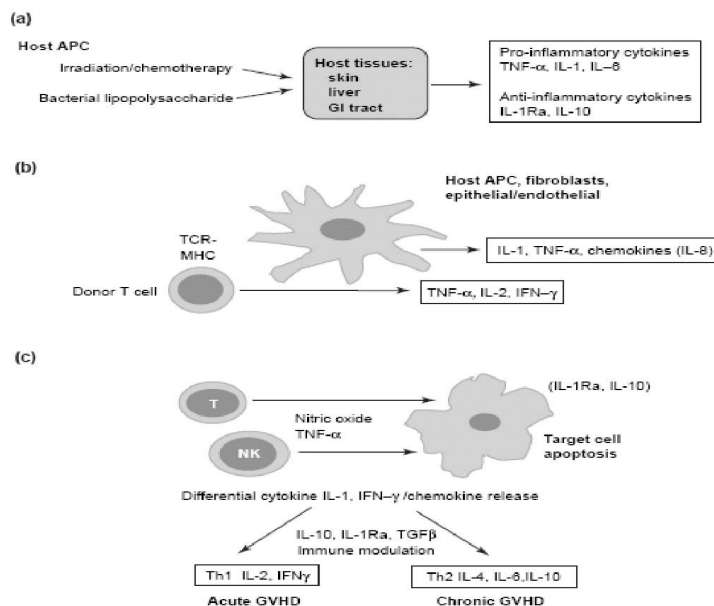 (a)
Host APC
Irradiation/chemotherapy
Bacterial lipopolysaccharide
Host tissues:
skin
liver
GI tract
Pro-inflammatory cytokines
TNF-α, IL-1, IL-6
Anti-inflammatory cytokines
IL-1Ra, IL-10
(b)
Host APC, fibroblasts,
epithelial/endothelial
TCR-
MHC
IL-1, TNF-α, chemokines (IL-8)
Donor T cell
TNF-α, IL-2, IFN-γ
(c)
T
(IL-1Ra, IL-10)
Nitric oxide
TNF-α
NK
Target cell
apoptosis
Differential cytokine IL-1, IFN-γ/chemokine release
IL-10, IL-1Ra, TGFβ
Immune modulation
Th1 IL-2, IFNγ
Th2 IL-4, IL-6,IL-10
Acute GVHD
Chronic GVHD